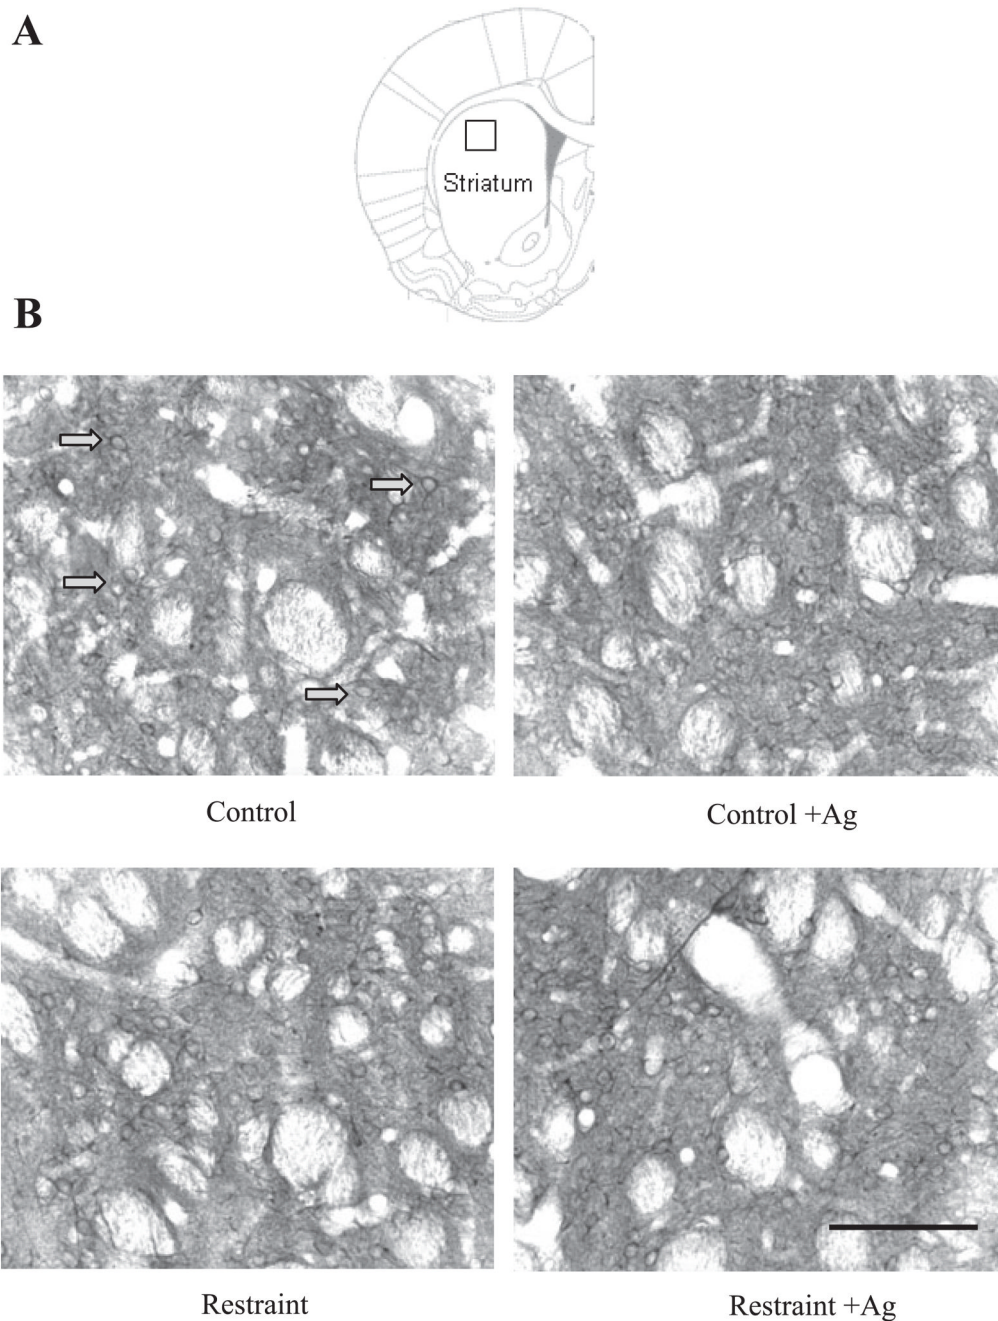 A
Striatum
B
Control
Control +Ag
Restraint
Restraint +Ag